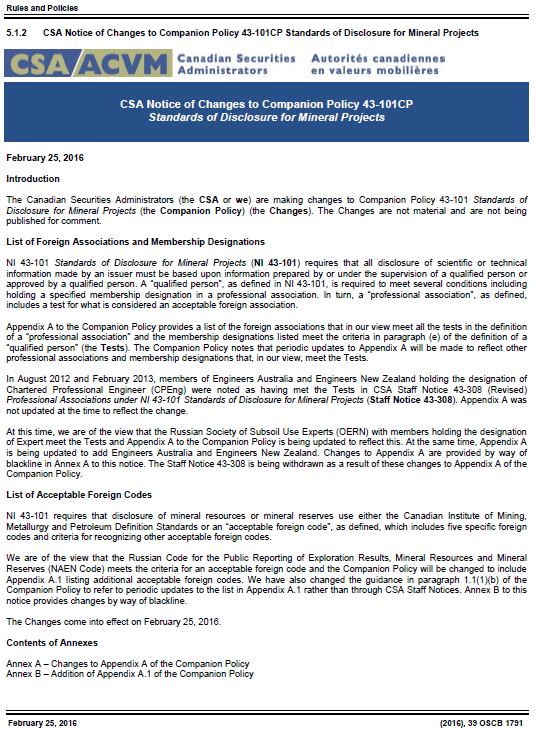 Rules and Policies
5.1.2 CSA Notice of Changes to Companion Policy 43-101CP Standards of Disclosure for Mineral Projects
CSA/ACVM Canadian Securities Administrators Autorités canadiennes en valeurs mobilières
CSA Notice of Changes to Companion Policy 43-101CP
Standards of Disclosure for Mineral Projects
February 25, 2016
Introduction
The Canadian Securities Administrators (the CSA or we) are making changes to Companion Policy 43-101 Standards of
Disclosure for Mineral Projects (the Companion Policy) (the Changes). The Changes are not material and are not being
published for comment.
List of Foreign Associations and Membership Designations
NI 43-101 Standards of Disclosure for Mineral Projects (NI 43-101) requires that all disclosure of scientific or technical
information made by an issuer must be based upon information prepared by or under the supervision of a qualified person or
approved by a qualified person. A “qualified person”, as defined in NI 43-101, is required to meet several conditions including
holding a specified membership designation in a professional association. In turn, a “professional association”, as defined,
includes a test for what is considered an acceptable foreign association.
Appendix A to the Companion Policy provides a list of the foreign associations that in our view meet all the tests in the definition
of a “professional association” and the membership designations listed meet the criteria in paragraph (e) of the definition of a
“qualified person” (the Tests). The Companion Policy notes that periodic updates to Appendix A will be made to reflect other
professional associations and membership designations that, in our view, meet the Tests.
In August 2012 and February 2013, members of Engineers Australia and Engineers New Zealand holding the designation of
Chartered Professional Engineer (CPEng) were noted as having met the Tests in CSA Staff Notice 43-308 (Revised)
Professional Associations under NI 43-101 Standards of Disclosure for Mineral Projects (Staff Notice 43-308). Appendix A was
not updated at the time to reflect the change.
At this time, we are of the view that the Russian Society of Subsoil Use Experts (OERN) with members holding the designation
of Expert meet the Tests and Appendix A to the Companion Policy is being updated to reflect this. At the same time, Appendix A
is being updated to add Engineers Australia and Engineers New Zealand. Changes to Appendix A are provided by way of
blackline in Annex A to this notice. The Staff Notice 43-308 is being withdrawn as a result of these changes to Appendix A of the
Companion Policy.
List of Acceptable Foreign Codes
NI 43-101 requires that disclosure of mineral resources or mineral reserves use either the Canadian Institute of Mining,
Metallurgy and Petroleum Definition Standards or an “acceptable foreign code”, as defined, which includes five specific foreign
codes and criteria for recognizing other acceptable foreign codes.
We are of the view that the Russian Code for the Public Reporting of Exploration Results, Mineral Resources and Mineral
Reserves (NAEN Code) meets the criteria for an acceptable foreign code and the Companion Policy will be changed to include
Appendix A.1 listing additional acceptable foreign codes. We have also changed the guidance in paragraph 1.1(1)(b) of the
Companion Policy to refer to periodic updates to the list in Appendix A.1 rather than through CSA Staff Notices. Annex B to this
notice provides changes by way of blackline.
The Changes come into effect on February 25, 2016.
Contents of Annexes
Annex A – Changes to Appendix A of the Companion Policy
Annex B – Addition of Appendix A.1 of the Companion Policy
February 25, 2016 (2016), 39 OSCB 1791